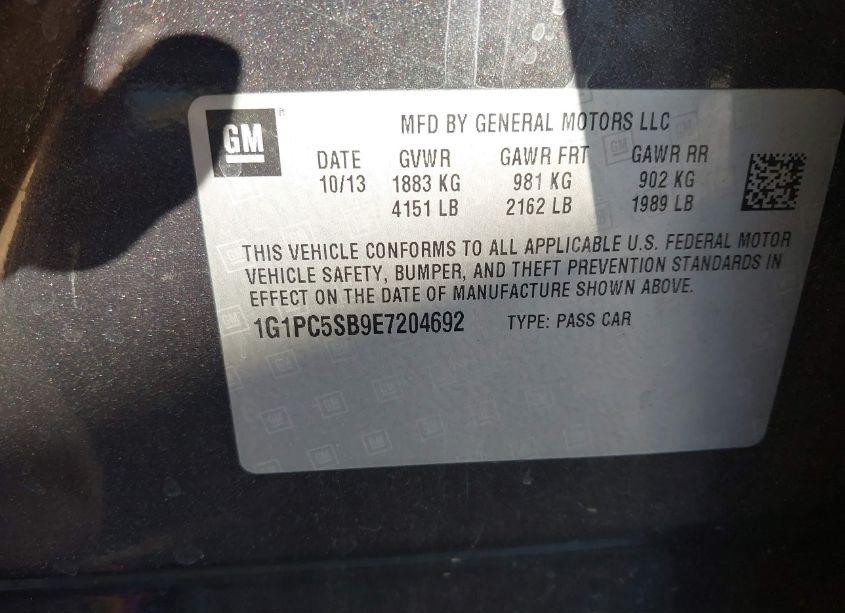 GM
MFD BY GENERAL MOTORS LLC
DATE GVWR GAWR FRT GAWR RR
10/13 1883 KG 981 KG 902 KG
4151 LB 2162 LB 1989 LB
THIS VEHICLE CONFORMS TO ALL APPLICABLE U.S. FEDERAL MOTOR
VEHICLE SAFETY, BUMPER, AND THEFT PREVENTION STANDARDS IN
EFFECT ON THE DATE OF MANUFACTURE SHOWN ABOVE.
1G1PC5SB9E7204692 TYPE: PASS CAR